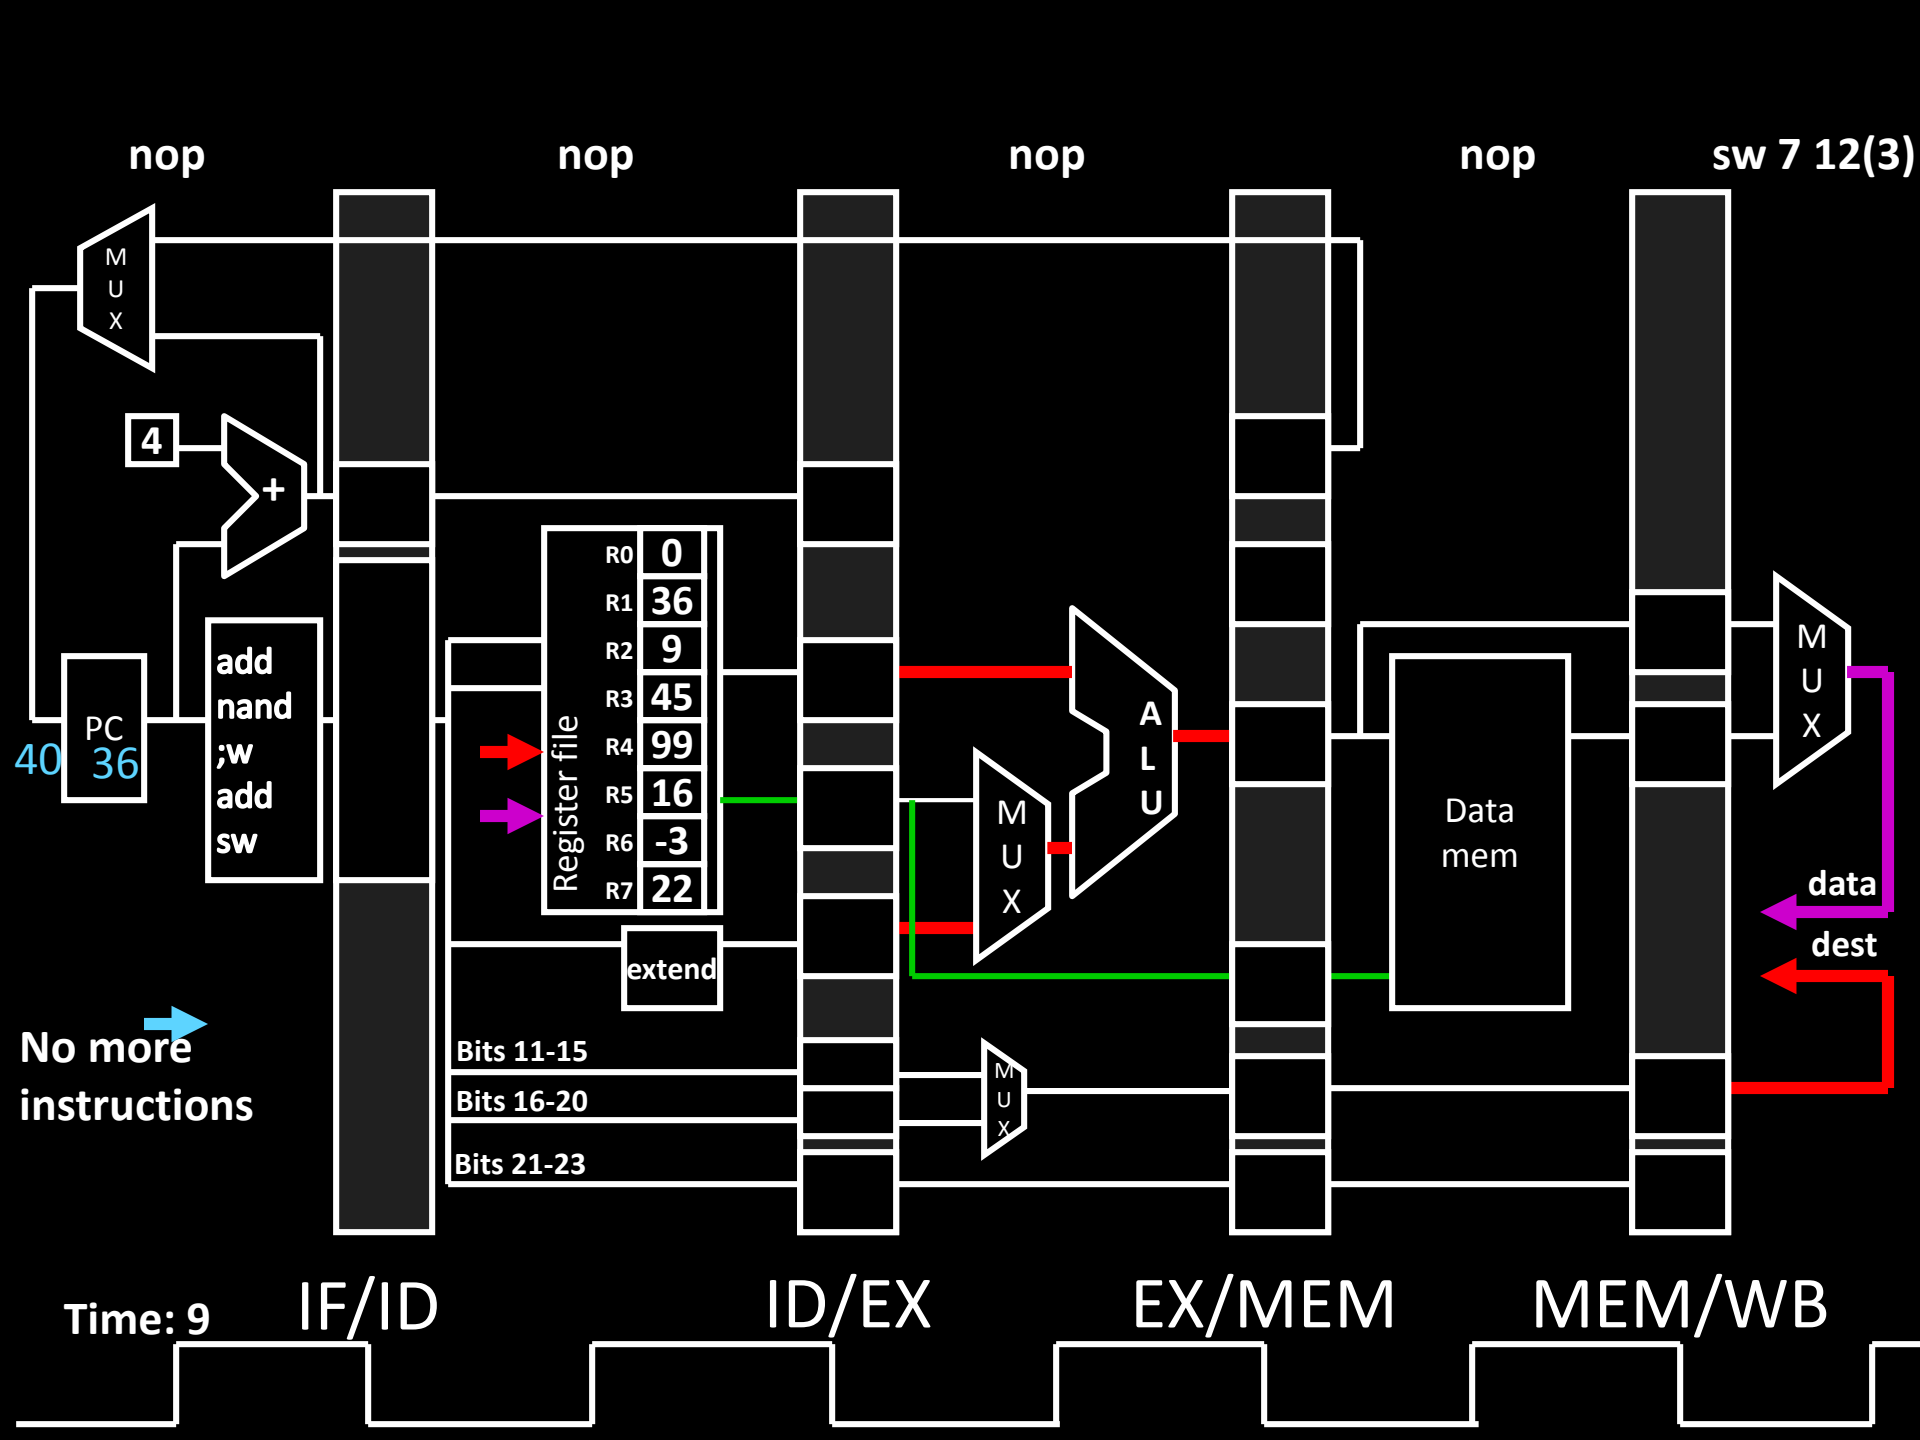 nop
nop
nop
nop
sw 7 12(3)
M
U
X
4
+
PC
40
36
add
nand
;w
add
sw
Register file
R0 0
R1 36
R2 9
R3 45
R4 99
R5 16
R6 -3
R7 22
extend
M
U
X
A
L
U
Data
mem
M
U
X
data
dest
No more
instructions
Bits 11-15
Bits 16-20
Bits 21-23
M
U
X
Time: 9
IF/ID
ID/EX
EX/MEM
MEM/WB